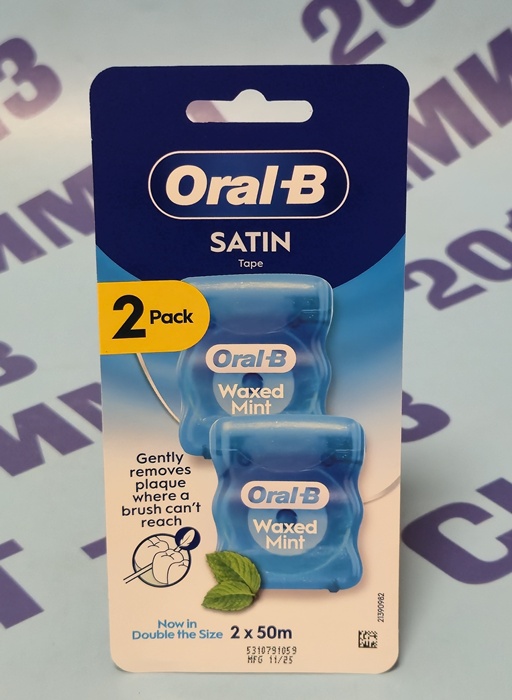 Oral-B
SATIN
Tape
2 Pack
Oral-B
Waxed
Mint
Oral-B
Waxed
Mint
Gently
removes
plaque
where a
brush can't
reach
Now in
Double the Size 2 x 50m
21390982
5310791059
MFG 11/25